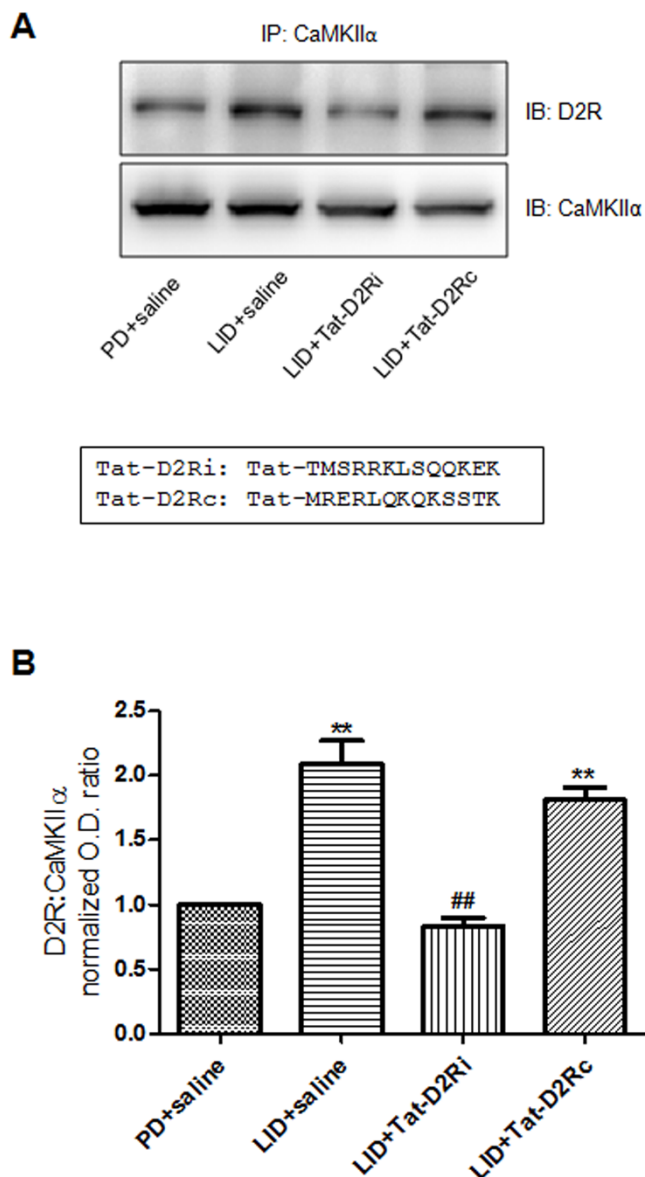 A
IP: CaMKIIα
IB: D2R
IB: CaMKIIα
PD+saline
LID+saline
LID+Tat-D2Ri
LID+Tat-D2Rc
Tat-D2Ri: Tat-TMSRRKLSQQKEK
Tat-D2Rc: Tat-MRERLQKQKSSTK
B
D2R:CaMKIIα
normalized O.D. ratio
2.5
2.0
1.5
1.0
0.5
0.0
**
##
**
PD+saline
LID+saline
LID+Tat-D2Ri
LID+Tat-D2Rc